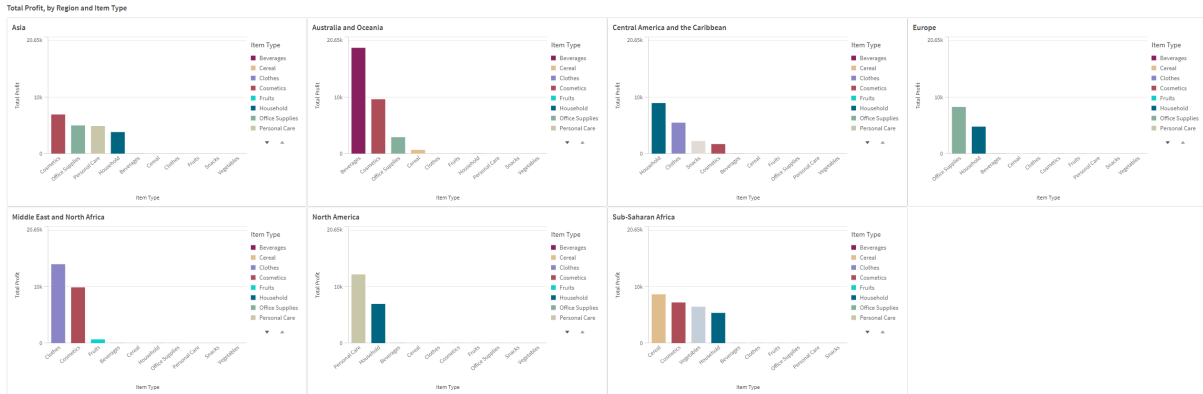 Total Profit, by Region and Item Type
Asia
20.65k
10k
0
Total Profit
Cosmetics
Office Supplies
Personal Care
Household
Beverages
Cereal
Clothes
Fruits
Snacks
Vegetables
Item Type
Item Type
Beverages
Cereal
Clothes
Cosmetics
Fruits
Household
Office Supplies
Personal Care
Australia and Oceania
20.65k
10k
0
Total Profit
Beverages
Cosmetics
Office Supplies
Cereal
Clothes
Fruits
Household
Personal Care
Snacks
Vegetables
Item Type
Item Type
Beverages
Cereal
Clothes
Cosmetics
Fruits
Household
Office Supplies
Personal Care
Central America and the Caribbean
20.65k
10k
0
Total Profit
Household
Clothes
Snacks
Cosmetics
Beverages
Cereal
Fruits
Office Supplies
Personal Care
Vegetables
Item Type
Item Type
Beverages
Cereal
Clothes
Cosmetics
Fruits
Household
Office Supplies
Personal Care
Europe
20.65k
10k
0
Total Profit
Office Supplies
Household
Beverages
Cereal
Clothes
Cosmetics
Fruits
Personal Care
Snacks
Vegetables
Item Type
Item Type
Beverages
Cereal
Clothes
Cosmetics
Fruits
Household
Office Supplies
Personal Care
Middle East and North Africa
20.65k
10k
0
Total Profit
Clothes
Cosmetics
Fruits
Beverages
Cereal
Household
Office Supplies
Personal Care
Snacks
Vegetables
Item Type
Item Type
Beverages
Cereal
Clothes
Cosmetics
Fruits
Household
Office Supplies
Personal Care
North America
20.65k
10k
0
Total Profit
Personal Care
Household
Beverages
Cereal
Clothes
Cosmetics
Fruits
Office Supplies
Snacks
Vegetables
Item Type
Item Type
Beverages
Cereal
Clothes
Cosmetics
Fruits
Household
Office Supplies
Personal Care
Sub-Saharan Africa
20.65k
10k
0
Total Profit
Cereal
Cosmetics
Vegetables
Household
Beverages
Clothes
Fruits
Office Supplies
Personal Care
Snacks
Item Type
Item Type
Beverages
Cereal
Clothes
Cosmetics
Fruits
Household
Office Supplies
Personal Care